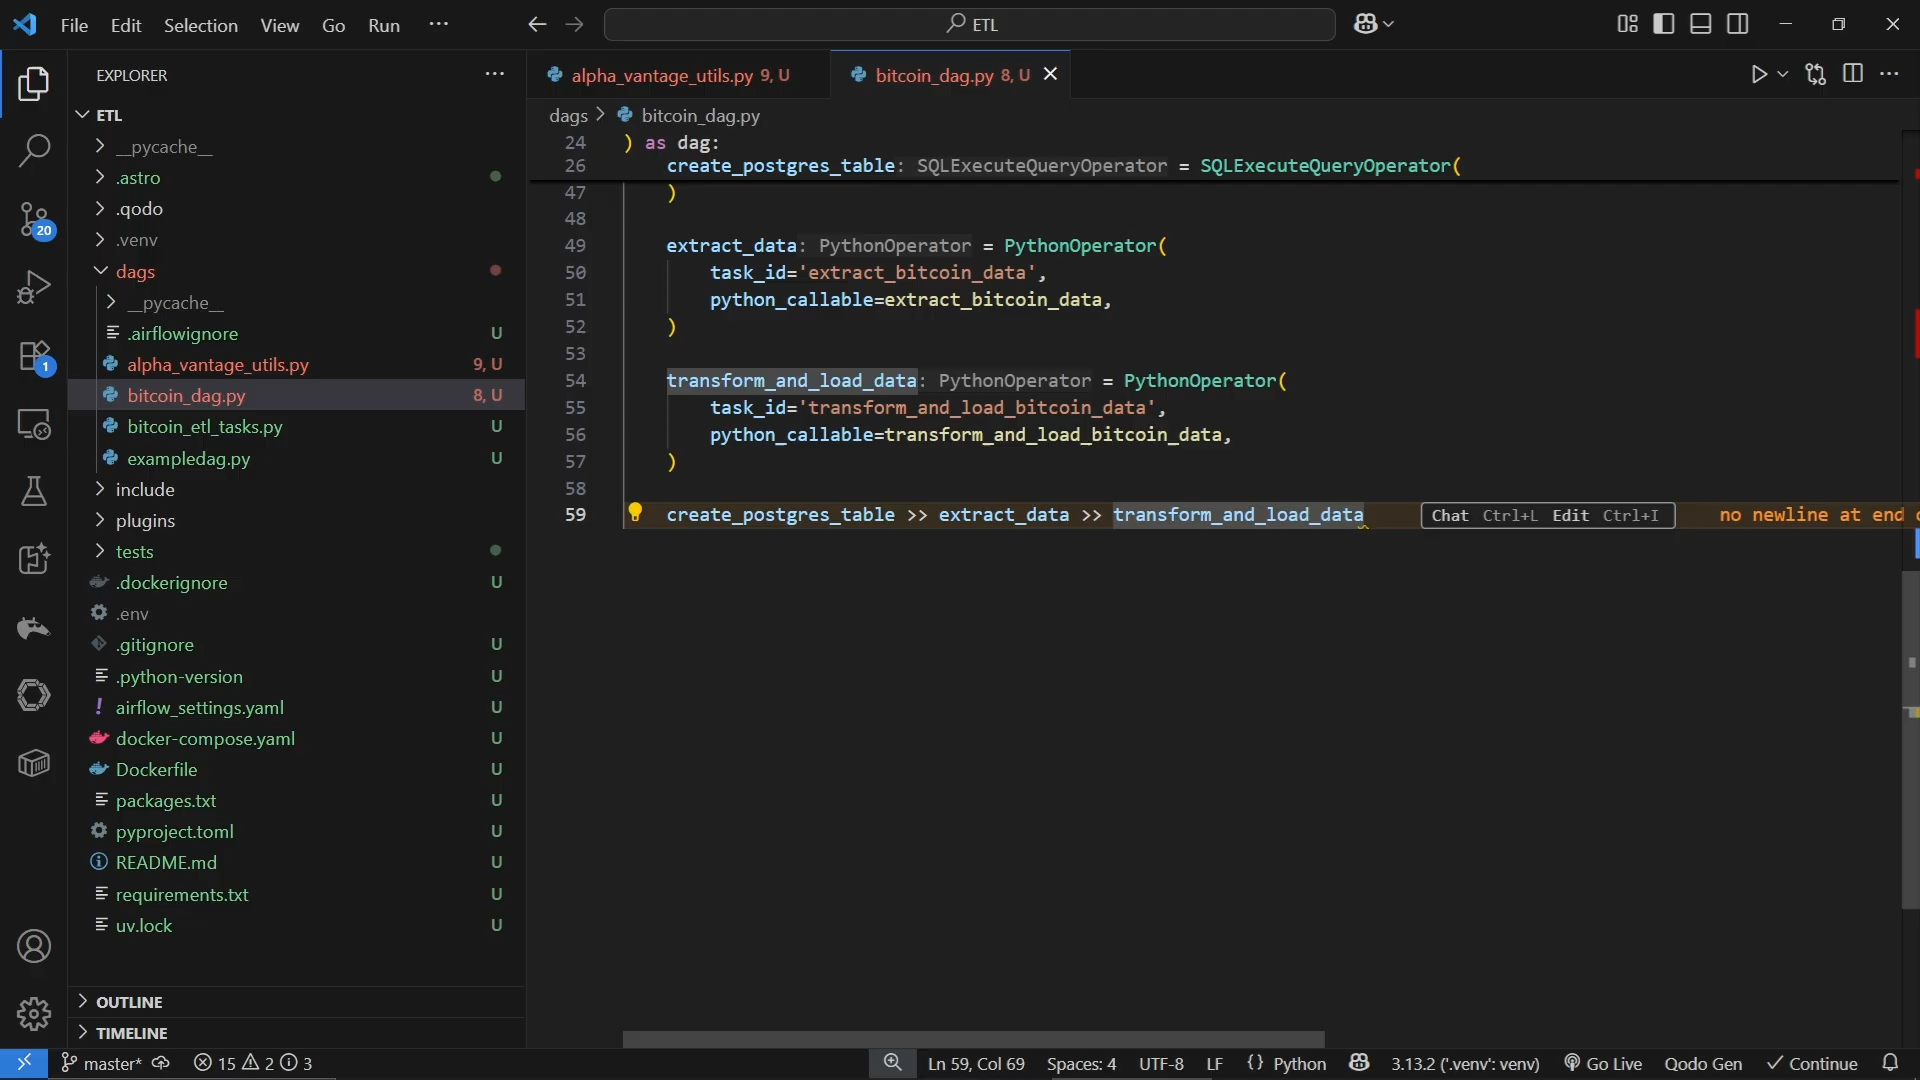 File Edit Selection View Go Run ···
ETL
EXPLORER
ETL
__pycache__
.astro
.qodo
.venv
dags
__pycache__
.airflowignore U
alpha_vantage_utils.py 9, U
bitcoin_dag.py 8, U
bitcoin_etl_tasks.py U
exampledag.py U
include
plugins
tests
.dockerignore U
.env
.gitignore U
.python-version U
airflow_settings.yaml U
docker-compose.yaml U
Dockerfile U
packages.txt U
pyproject.toml U
README.md U
requirements.txt U
uv.lock U
OUTLINE
TIMELINE
20
1
alpha_vantage_utils.py 9, U
bitcoin_dag.py 8, U
dags > bitcoin_dag.py
24 ) as dag:
26 create_postgres_table: SQLExecuteQueryOperator = SQLExecuteQueryOperator(
47 )
48
49 extract_data: PythonOperator = PythonOperator(
50 task_id='extract_bitcoin_data',
51 python_callable=extract_bitcoin_data,
52 )
53
54 transform_and_load_data: PythonOperator = PythonOperator(
55 task_id='transform_and_load_bitcoin_data',
56 python_callable=transform_and_load_bitcoin_data,
57 )
58
59 create_postgres_table >> extract_data >> transform_and_load_data Chat Ctrl+L Edit Ctrl+I no newline at end
master* 15 2 3 Ln 59, Col 69 Spaces: 4 UTF-8 LF {} Python 3.13.2 ('.venv': venv) Go Live Qodo Gen Continue